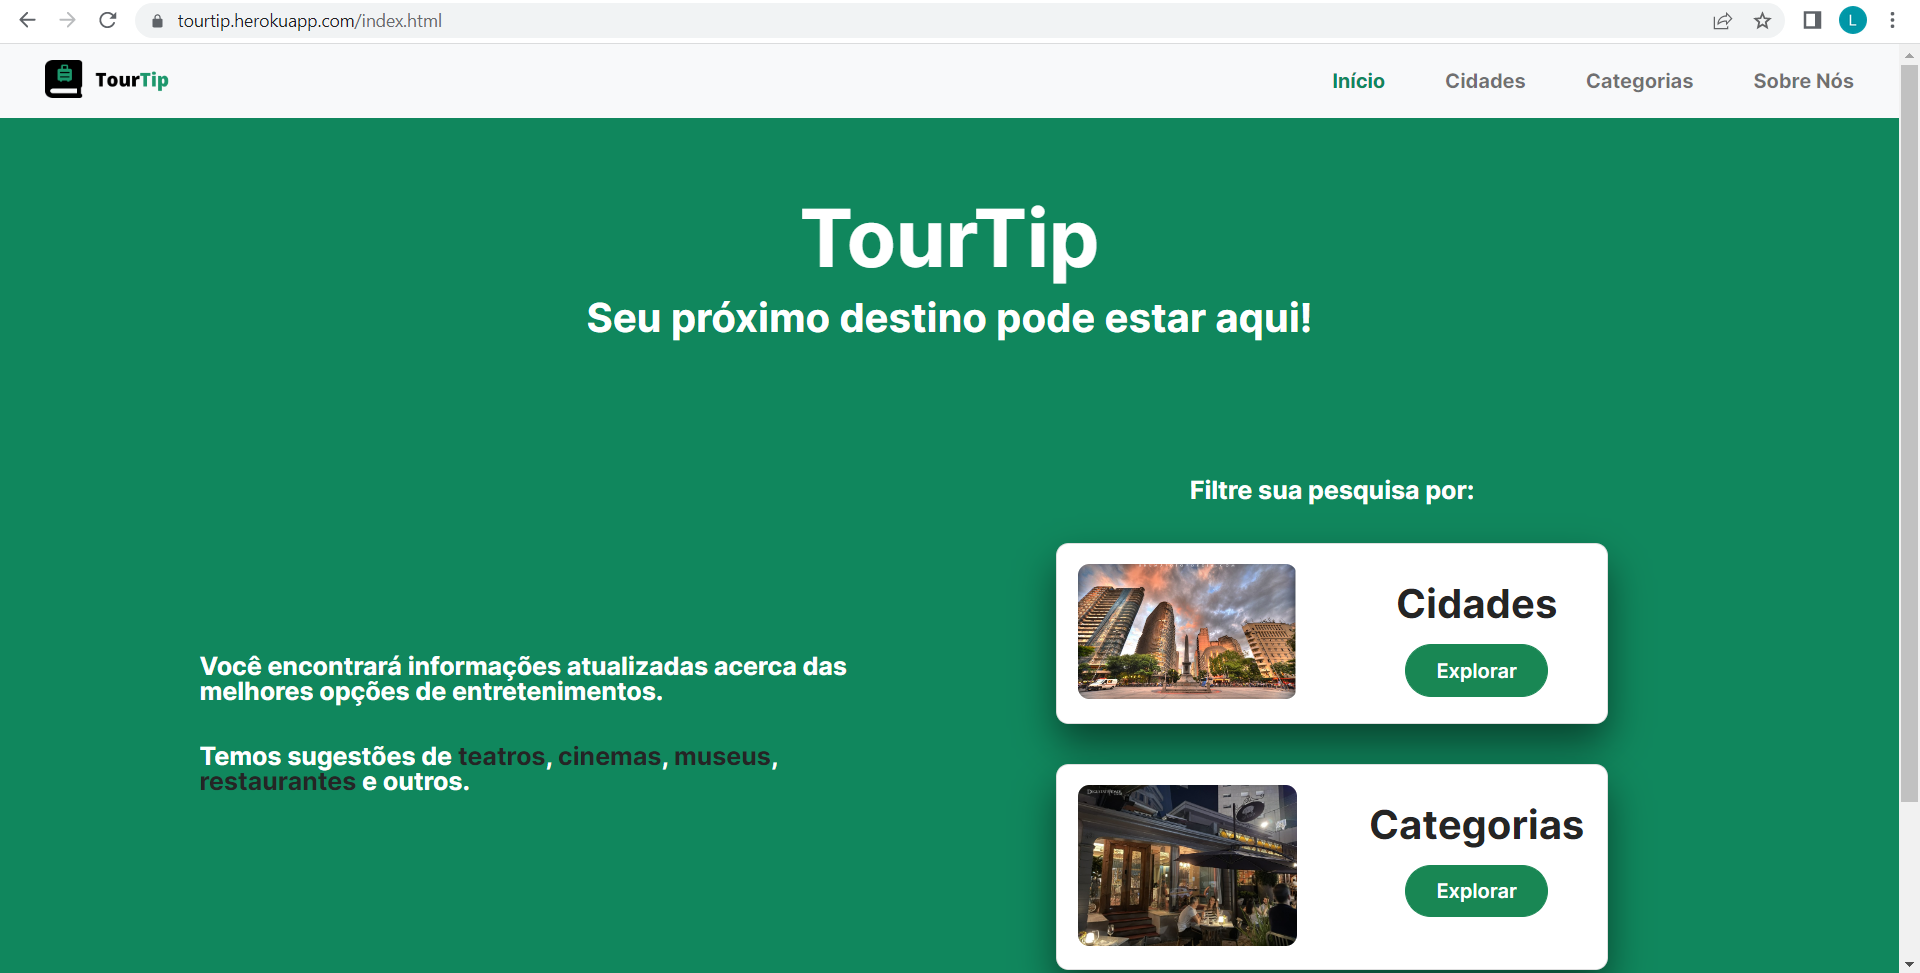 tourtip.herokuapp.com/index.html
L
TourTip
Início
Cidades
Categorias
Sobre Nós
TourTip
Seu próximo destino pode estar aqui!
Filtre sua pesquisa por:
Cidades
Explorar
Você encontrará informações atualizadas acerca das
melhores opções de entretenimentos.
Temos sugestões de teatros, cinemas, museus,
restaurantes e outros.
Categorias
Explorar